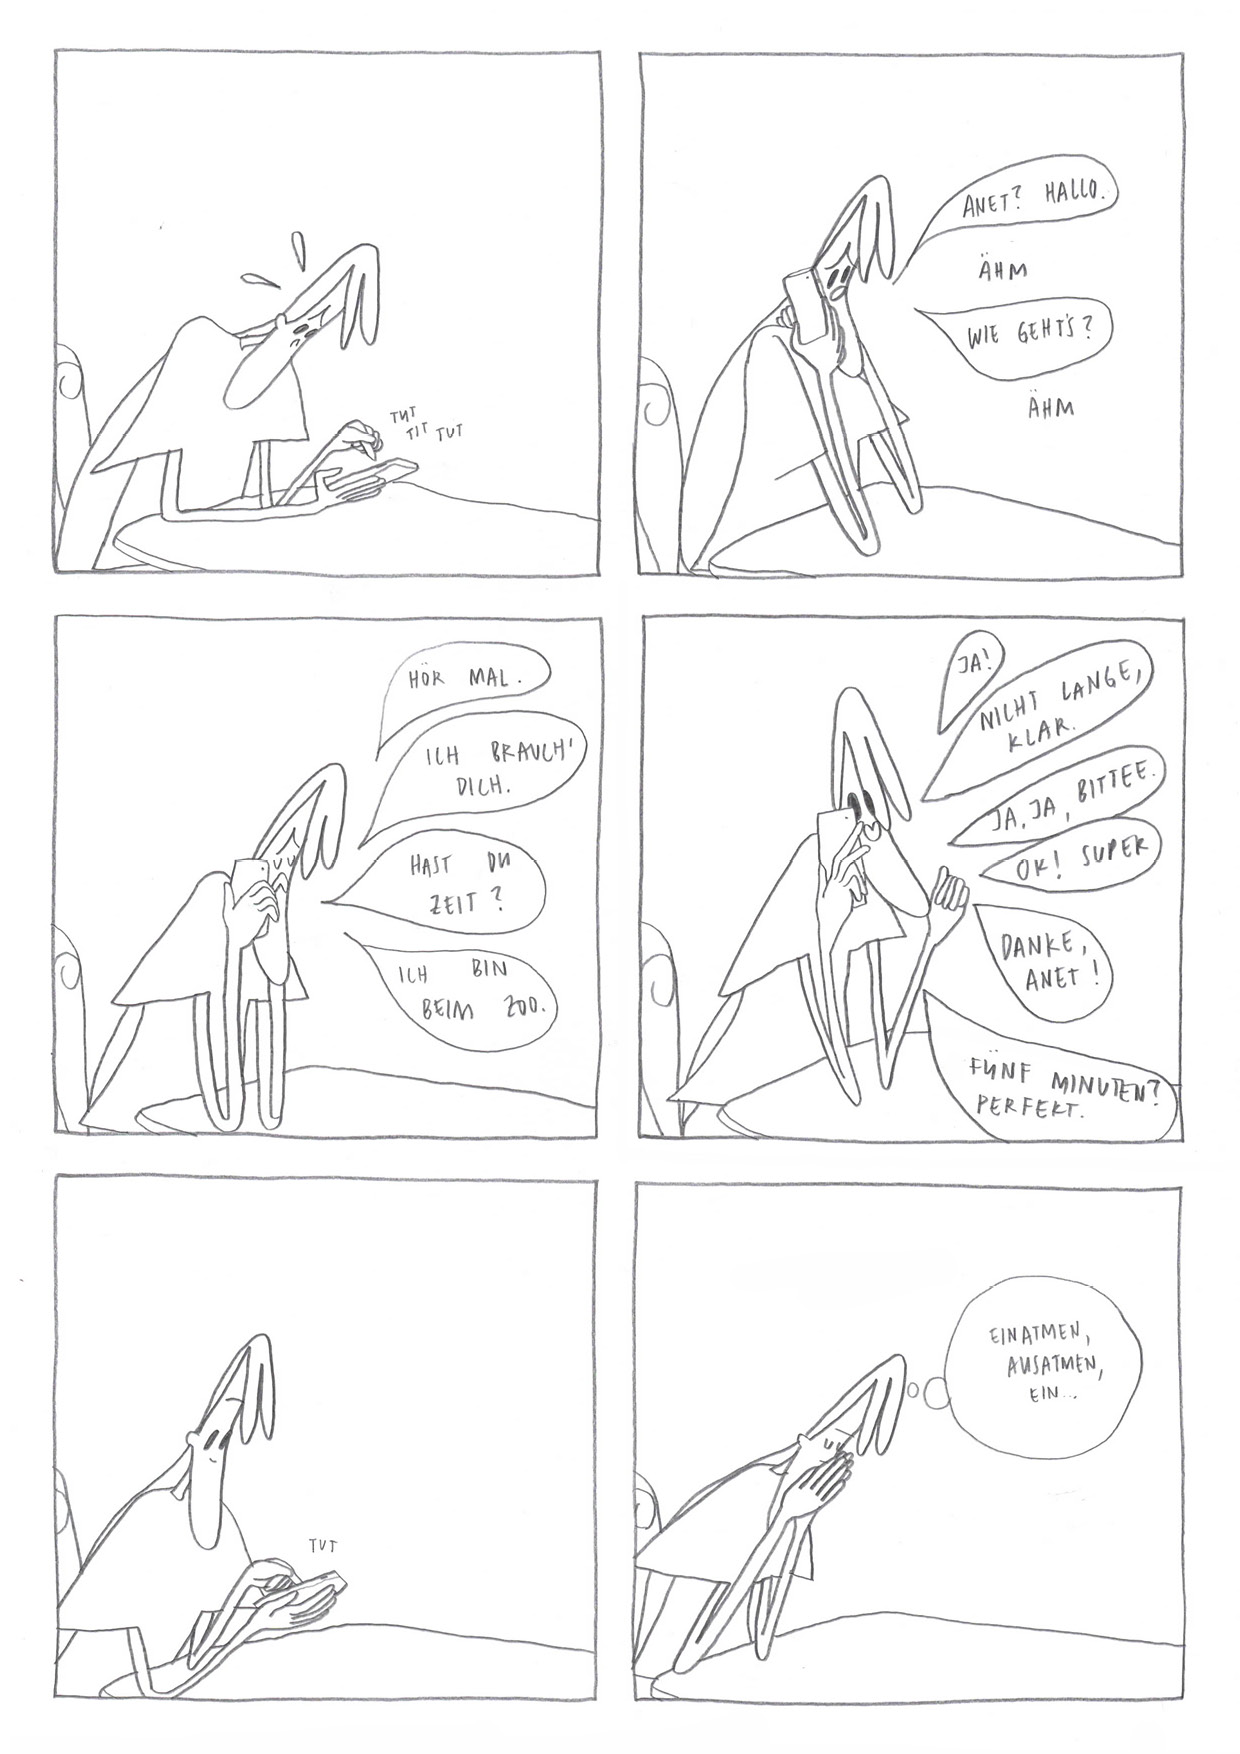 TUT
TIT TUT
ANET? HALLO.
ÄHM
WIE GEHT'S?
ÄHM
HÖR MAL.
ICH BRAUCH'
DICH.
HAST DU
ZEIT?
ICH BIN
BEIM ZOO.
JA!
NICHT LANGE,
KLAR.
JA, JA, BITTEE.
OK! SUPER
DANKE,
ANET!
FÜNF MINUTEN?
PERFEKT.
TUT
EINATMEN,
AUSATMEN,
EIN...